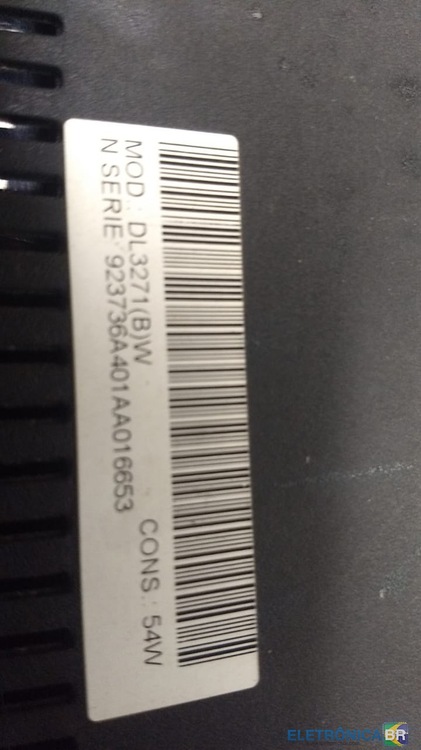 MOD.: DL3271(B)W
N SERIE: 923736A401AA016653
CONS.: 54W
ELETRÔNICA BR